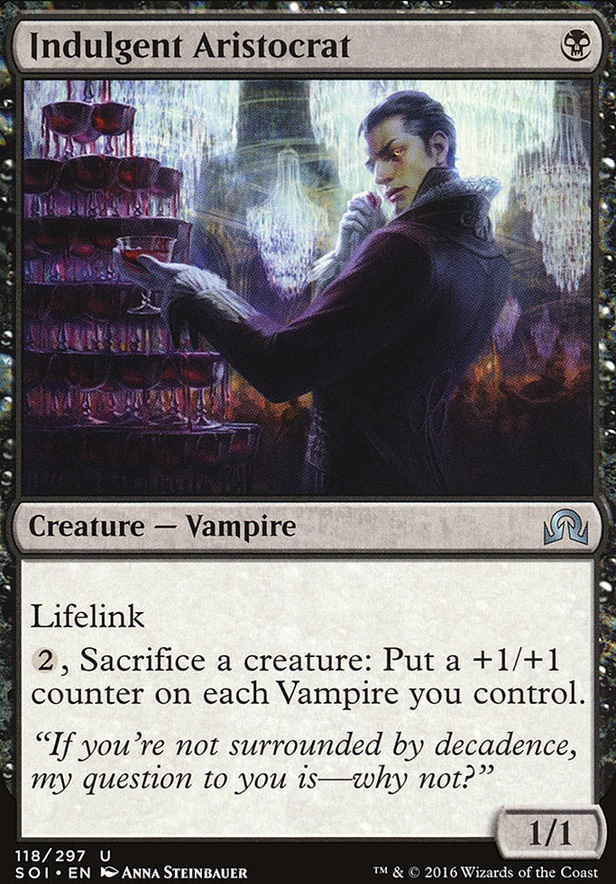 Indulgent Aristocrat
Creature — Vampire
Lifelink
2, Sacrifice a creature: Put a +1/+1
counter on each Vampire you control.
“If you’re not surrounded by decadence,
my question to you is—why not?”
1/1
118/297 U
SOI • EN Anna Steinbauer
™ & © 2016 Wizards of the Coast